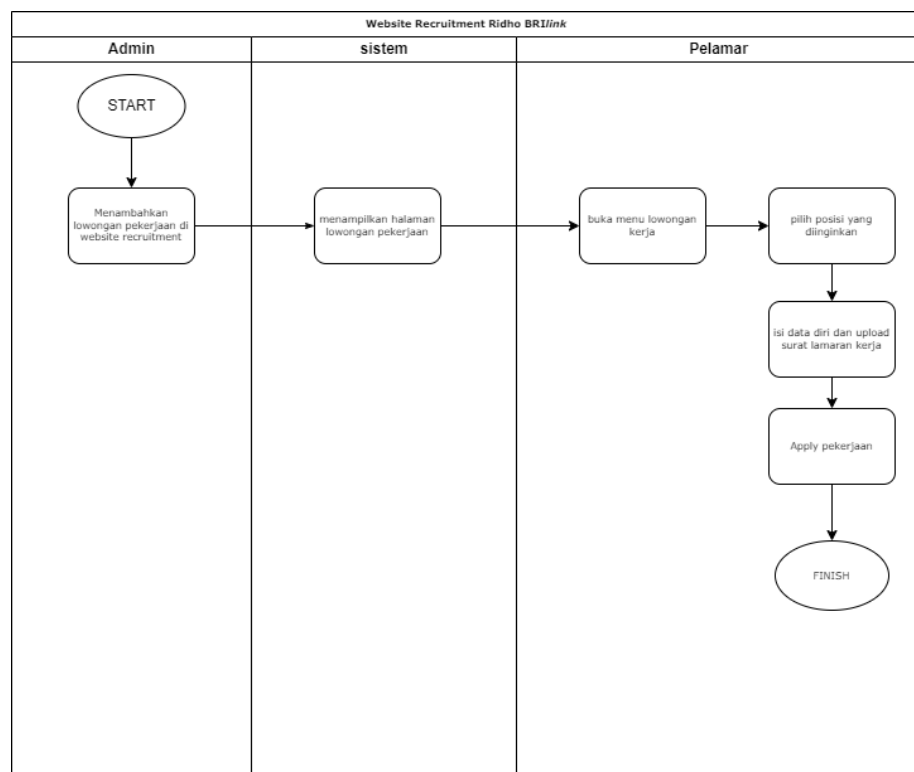 Website Recruitment Ridho BRIlink
Admin
sistem
Pelamar
START
Menambahkan
lowongan pekerjaan di
website recruitment
menampilkan halaman
lowongan pekerjaan
buka menu lowongan
kerja
pilih posisi yang
diinginkan
isi data diri dan upload
surat lamaran kerja
Apply pekerjaan
FINISH